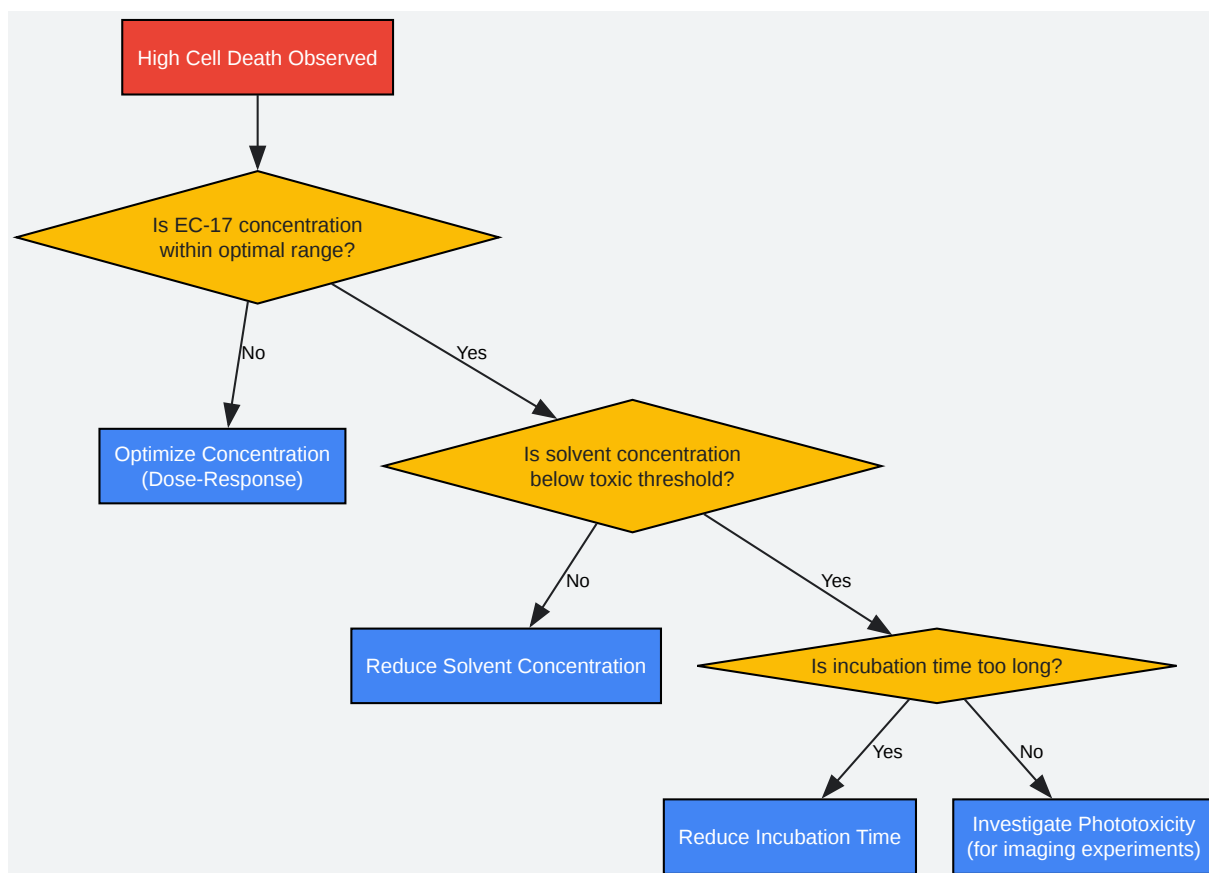 High Cell Death Observed
Is EC-17 concentration
within optimal range?
No
Yes
Optimize Concentration
(Dose-Response)
Is solvent concentration
below toxic threshold?
No
Yes
Reduce Solvent Concentration
Is incubation time too long?
Yes
No
Reduce Incubation Time
Investigate Phototoxicity
(for imaging experiments)